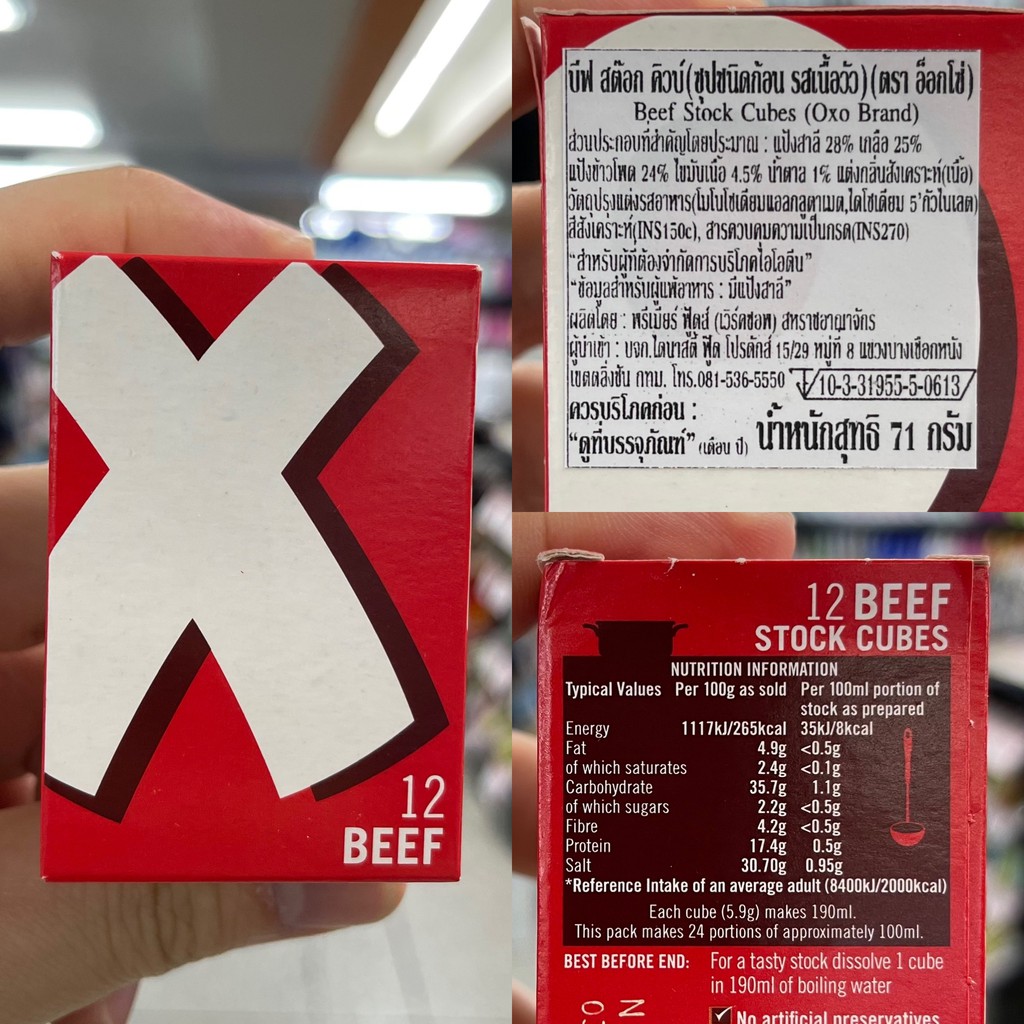 X
12
BEEF
บีฟ สต๊อก คิวบ์(ซุปชนิดก้อน รสเนื้อวัว)(ตรา อ็อกโซ่)
Beef Stock Cubes (Oxo Brand)
ส่วนประกอบที่สำคัญโดยประมาณ : แป้งสาลี 28% เกลือ 25%
แป้งข้าวโพด 24% ไขมันเนื้อ 4.5% น้ำตาล 1% แต่งกลิ่นสังเคราะห์(เนื้อ)
วัตถุปรุงแต่งรสอาหาร(โมโนโซเดียมแอลกลูตาเมต,ไดโซเดียม 5'กัวไนเลต)
สีสังเคราะห์(INS150c), สารควบคุมความเป็นกรด(INS270)
"สำหรับผู้ที่ต้องจำกัดการบริโภคไอโอดีน"
"ข้อมูลสำหรับผู้แพ้อาหาร : มีแป้งสาลี"
ผลิตโดย : พรีเมียร์ ฟู้ดส์ (เวิร์คซอพ) สหราชอาณาจักร
ผู้นำเข้า : บจก.ไดนาสตี้ ฟู้ด โปรดักส์ 15/29 หมู่ที่ 8 แขวงบางเชือกหนัง
เขตตลิ่งชัน กทม. โทร.081-536-5550 10-3-31955-5-0613
ควรบริโภคก่อน :
"ดูที่บรรจุภัณฑ์" (เดือน ปี) น้ำหนักสุทธิ 71 กรัม
12 BEEF
STOCK CUBES
NUTRITION INFORMATION
Typical Values Per 100g as sold Per 100ml portion of
stock as prepared
Energy 1117kJ/265kcal 35kJ/8kcal
Fat 4.9g <0.5g
of which saturates 2.4g <0.1g
Carbohydrate 35.7g 1.1g
of which sugars 2.2g <0.5g
Fibre 4.2g <0.5g
Protein 17.4g 0.5g
Salt 30.70g 0.95g
*Reference Intake of an average adult (8400kJ/2000kcal)
Each cube (5.9g) makes 190ml.
This pack makes 24 portions of approximately 100ml.
BEST BEFORE END: For a tasty stock dissolve 1 cube
in 190ml of boiling water
No artificial preservatives